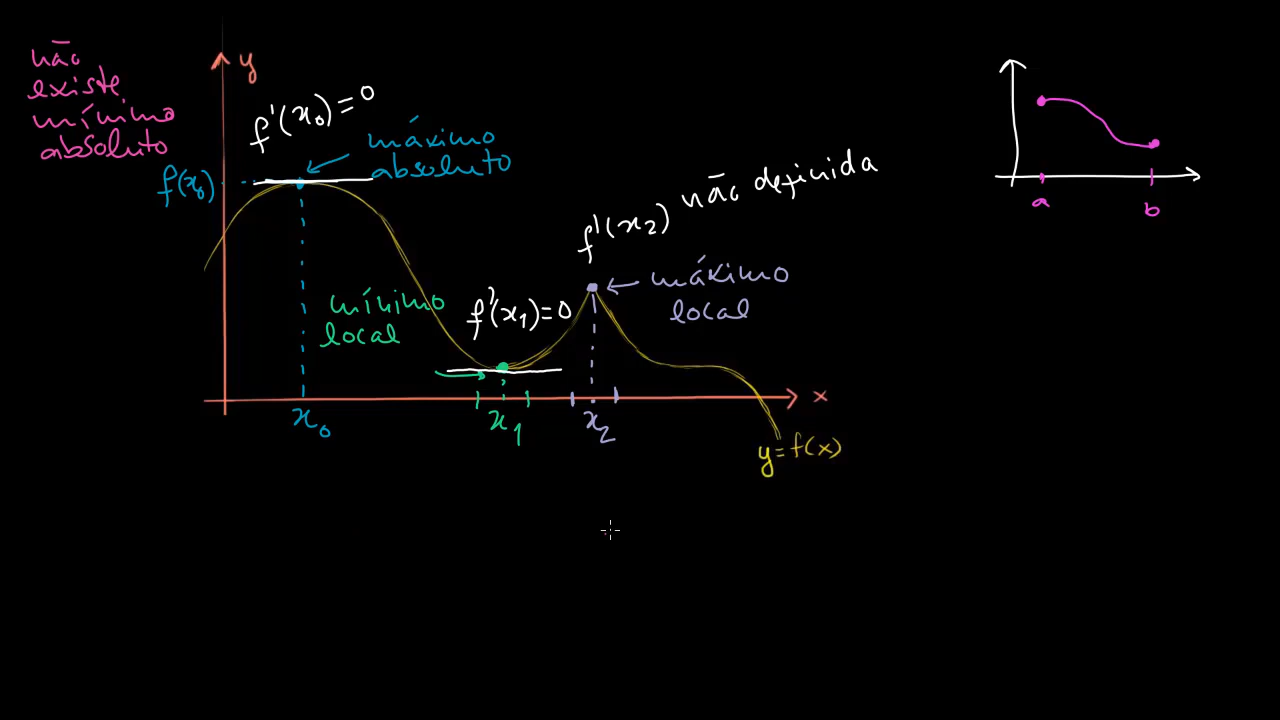 não
existe
mínimo
absoluto
y
f'(x₀)=0
máximo
absoluto
f(x₀)
f'(x₂) não definida
máximo
local
mínimo
local
f'(x₁)=0
x
x₀
x₁
x₂
y=f(x)
a
b